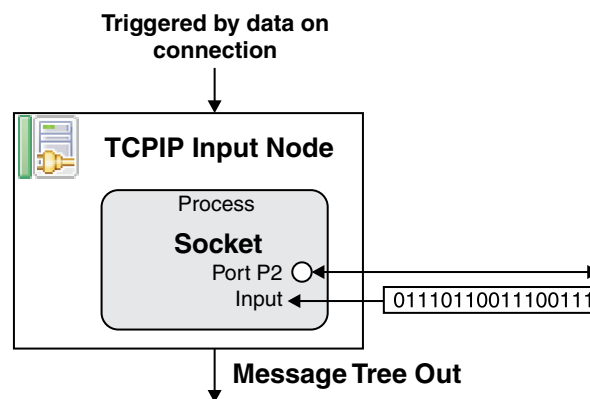 Triggered by data on
connection
TCPIP Input Node
Process
Socket
Port P2
Input
01110110011100111
Message Tree Out